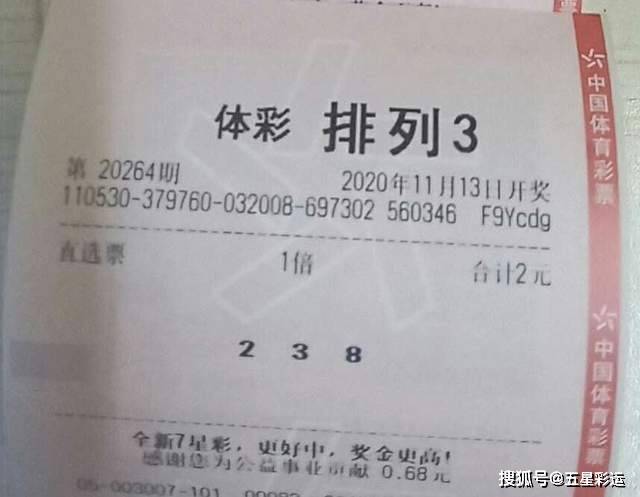 体彩 排列3
第 20264期 2020年11月13日开奖
110530-379760-032008-697302 560346 F9Ycdg
直选票 1倍 合计2元
2 3 8
全新7星彩，更好中，奖金更高！
感谢您为公益事业贡献 0.68元
05-003007-101
中国体育彩票
中国体育彩票
搜狐号@五星彩运